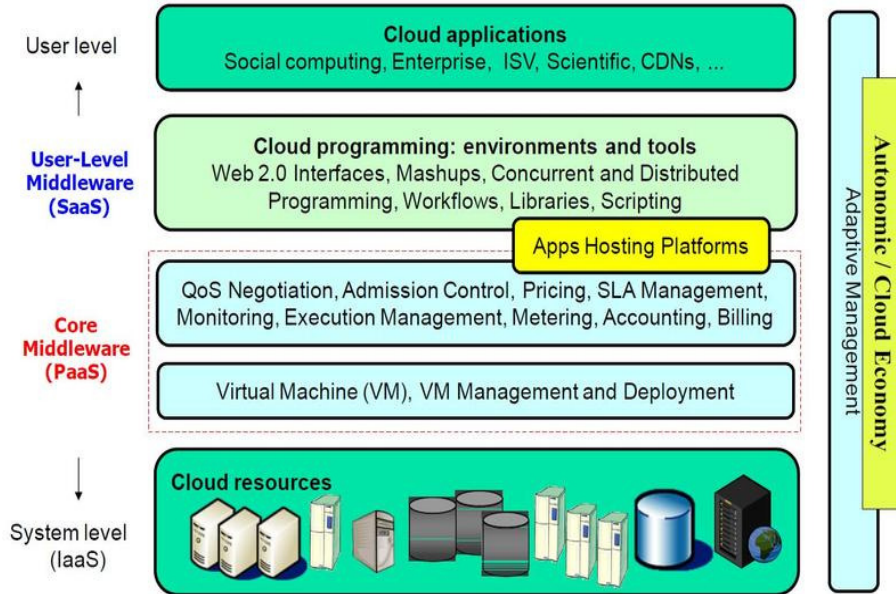 User level
Cloud applications
Social computing, Enterprise, ISV, Scientific, CDNs, ...
User-Level
Middleware
(SaaS)
Cloud programming: environments and tools
Web 2.0 Interfaces, Mashups, Concurrent and Distributed
Programming, Workflows, Libraries, Scripting
Apps Hosting Platforms
Core
Middleware
(PaaS)
QoS Negotiation, Admission Control, Pricing, SLA Management,
Monitoring, Execution Management, Metering, Accounting, Billing
Virtual Machine (VM), VM Management and Deployment
System level
(IaaS)
Cloud resources
Adaptive Management
Autonomic / Cloud Economy